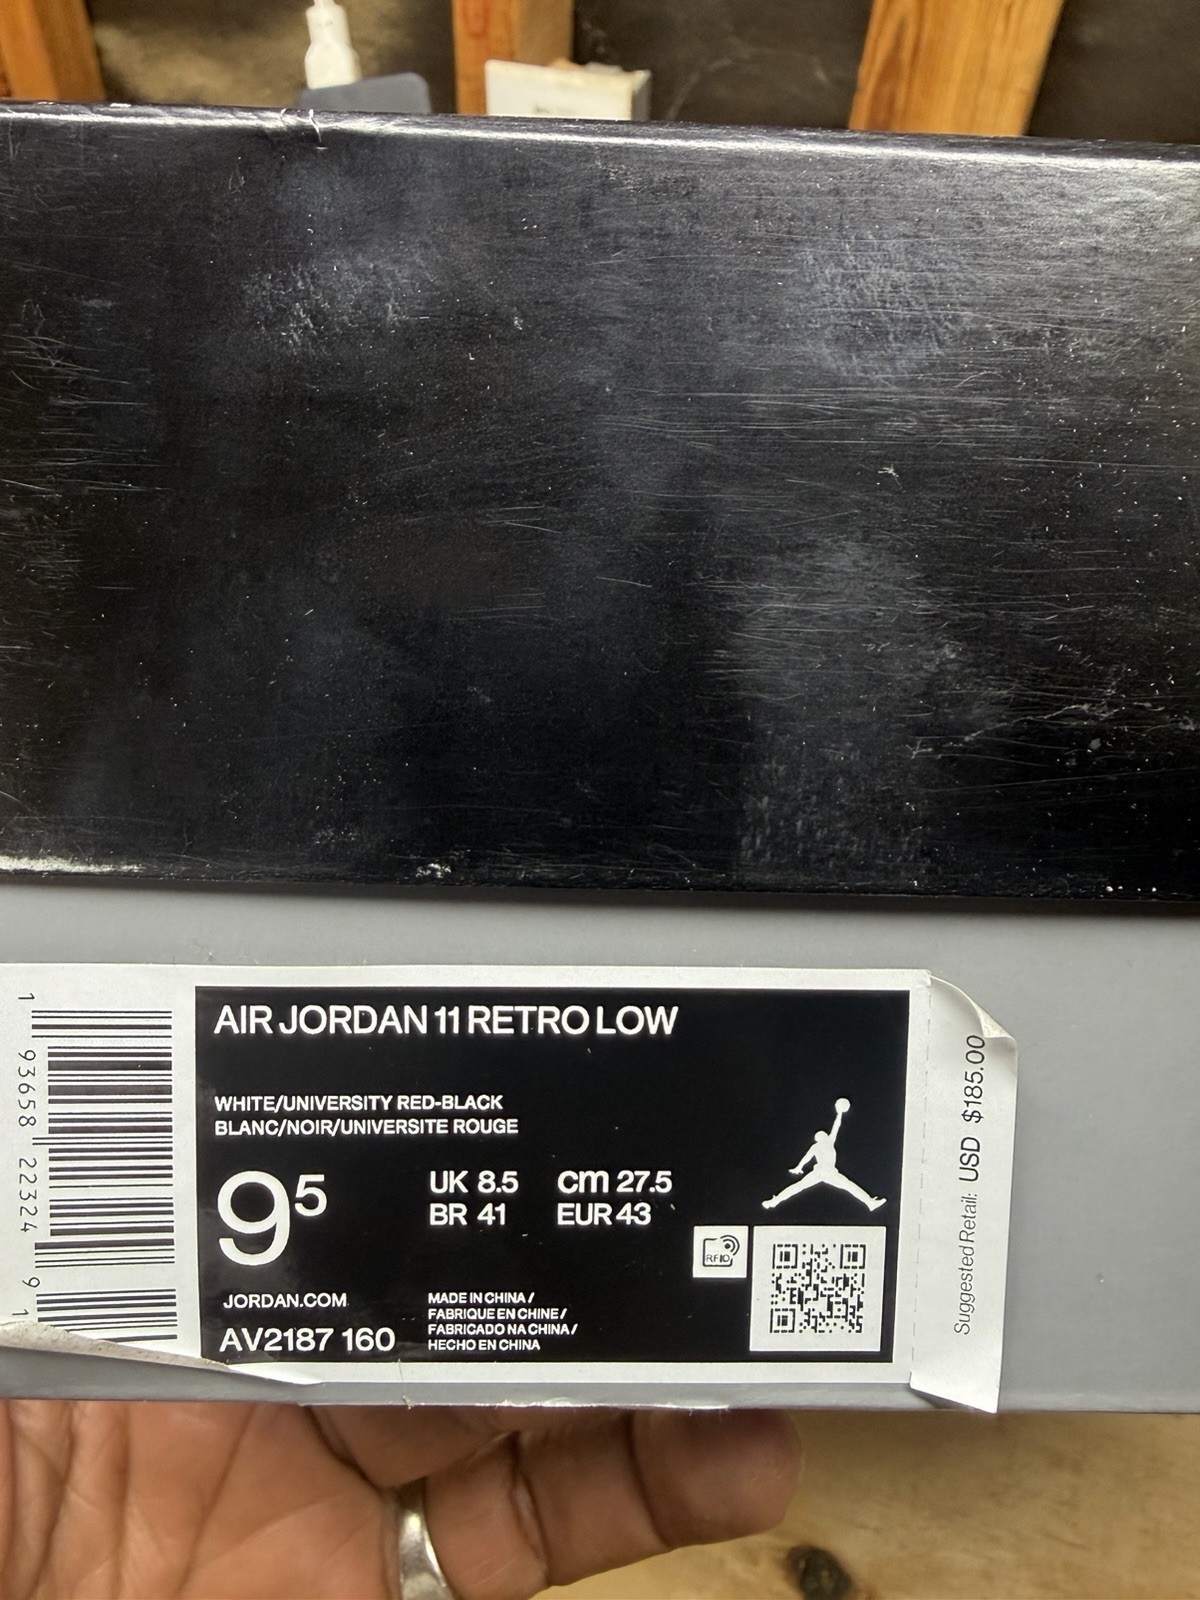 AIR JORDAN 11 RETRO LOW
WHITE/UNIVERSITY RED-BLACK
BLANC/NOIR/UNIVERSITE ROUGE
9⁵
UK 8.5 cm 27.5
BR 41 EUR 43
RFID
JORDAN.COM
AV2187 160
MADE IN CHINA /
FABRIQUE EN CHINE /
FABRICADO NA CHINA /
HECHO EN CHINA
Suggested Retail: USD $185.00
1 93658 22324 9 1